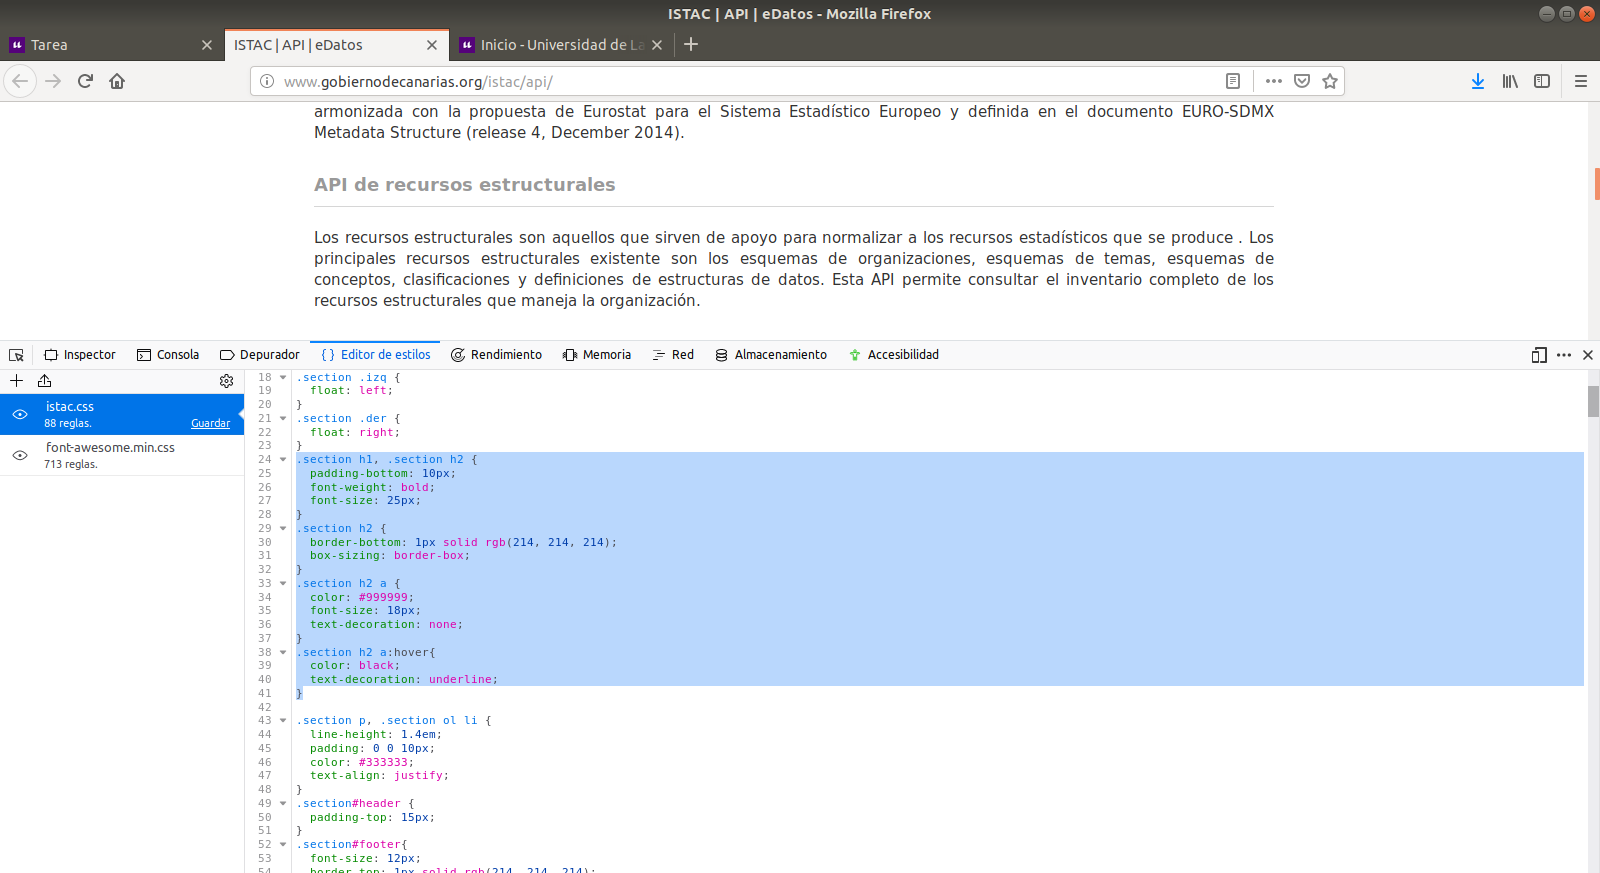 ISTAC | API | eDatos - Mozilla Firefox
Tarea
ISTAC | API | eDatos
Inicio - Universidad de La
www.gobiernodecanarias.org/istac/api/
armonizada con la propuesta de Eurostat para el Sistema Estadístico Europeo y definida en el documento EURO-SDMX
Metadata Structure (release 4, December 2014).
API de recursos estructurales
Los recursos estructurales son aquellos que sirven de apoyo para normalizar a los recursos estadísticos que se produce . Los
principales recursos estructurales existente son los esquemas de organizaciones, esquemas de temas, esquemas de
conceptos, clasificaciones y definiciones de estructuras de datos. Esta API permite consultar el inventario completo de los
recursos estructurales que maneja la organización.
Inspector Consola Depurador { } Editor de estilos Rendimiento Memoria Red Almacenamiento Accesibilidad
istac.css
88 reglas. Guardar
font-awesome.min.css
713 reglas.
18 .section .izq {
19 float: left;
20 }
21 .section .der {
22 float: right;
23 }
24 .section h1, .section h2 {
25 padding-bottom: 10px;
26 font-weight: bold;
27 font-size: 25px;
28 }
29 .section h2 {
30 border-bottom: 1px solid rgb(214, 214, 214);
31 box-sizing: border-box;
32 }
33 .section h2 a {
34 color: #999999;
35 font-size: 18px;
36 text-decoration: none;
37 }
38 .section h2 a:hover{
39 color: black;
40 text-decoration: underline;
41 }
42
43 .section p, .section ol li {
44 line-height: 1.4em;
45 padding: 0 0 10px;
46 color: #333333;
47 text-align: justify;
48 }
49 .section#header {
50 padding-top: 15px;
51 }
52 .section#footer{
53 font-size: 12px;
54 border-top: 1px solid rgb(214, 214, 214);